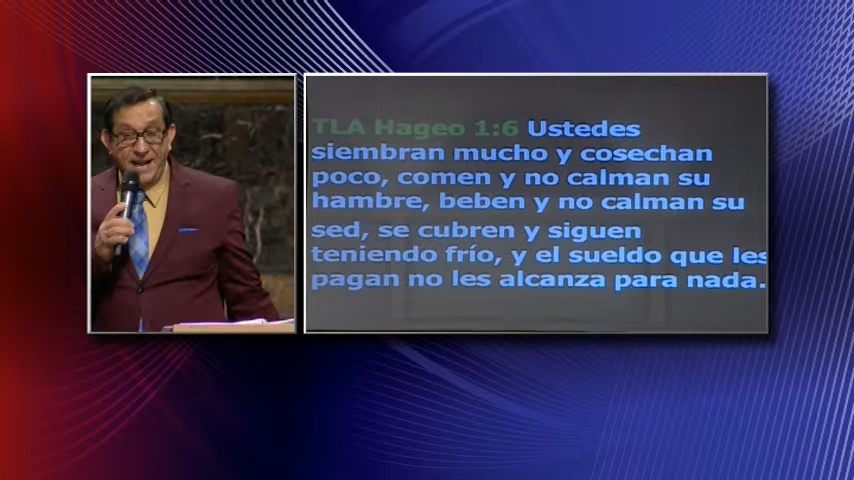 TLA Hageo 1:6 Ustedes
siembran mucho y cosechan
poco, comen y no calman su
hambre, beben y no calman su
sed, se cubren y siguen
teniendo frío, y el sueldo que les
pagan no les alcanza para nada.